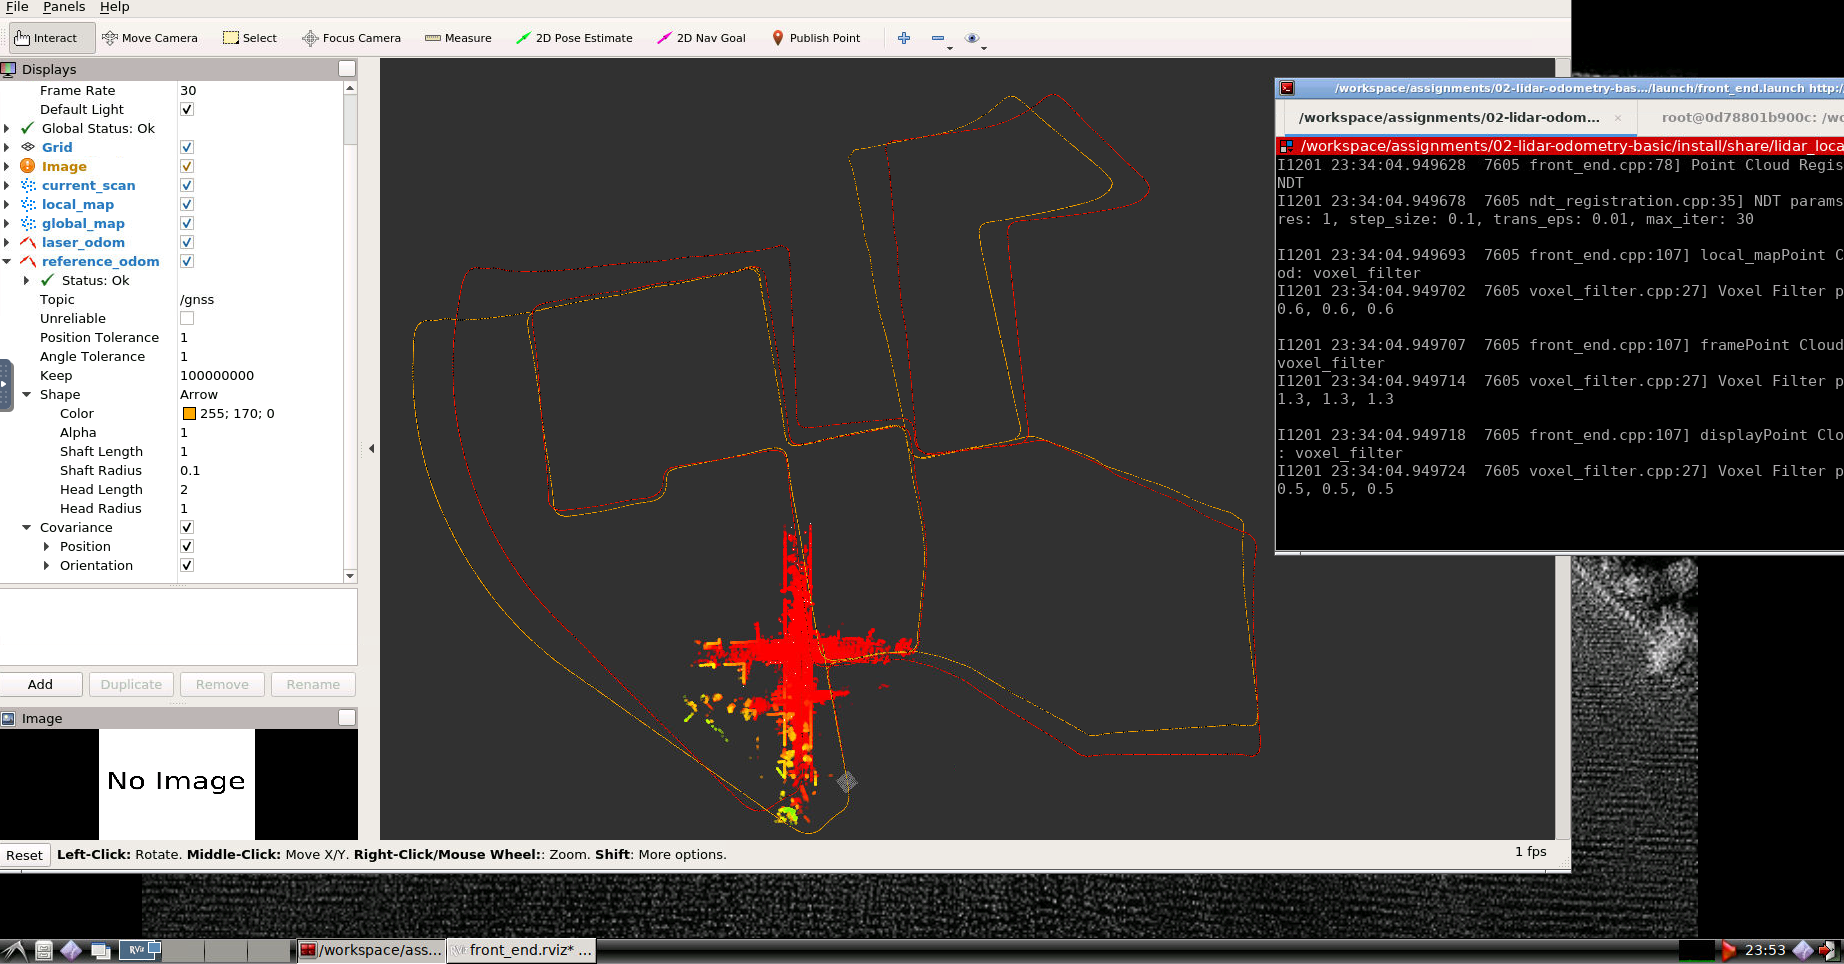 File Panels Help
Interact Move Camera Select Focus Camera Measure 2D Pose Estimate 2D Nav Goal Publish Point
Displays
Frame Rate 30
Default Light
Global Status: Ok
Grid
Image
current_scan
local_map
global_map
laser_odom
reference_odom
Status: Ok
Topic /gnss
Unreliable
Position Tolerance 1
Angle Tolerance 1
Keep 100000000
Shape Arrow
Color 255; 170; 0
Alpha 1
Shaft Length 1
Shaft Radius 0.1
Head Length 2
Head Radius 1
Covariance
Position
Orientation
Add Duplicate Remove Rename
Image
No Image
Reset Left-Click: Rotate. Middle-Click: Move X/Y. Right-Click/Mouse Wheel:: Zoom. Shift: More options.
1 fps
/workspace/assignments/02-lidar-odometry-bas.../launch/front_end.launch http:/
/workspace/assignments/02-lidar-odom... × root@0d78801b900c: /wo
/workspace/assignments/02-lidar-odometry-basic/install/share/lidar_loca
I1201 23:34:04.949628 7605 front_end.cpp:78] Point Cloud Regis
NDT
I1201 23:34:04.949678 7605 ndt_registration.cpp:35] NDT params
res: 1, step_size: 0.1, trans_eps: 0.01, max_iter: 30
I1201 23:34:04.949693 7605 front_end.cpp:107] local_mapPoint C
od: voxel_filter
I1201 23:34:04.949702 7605 voxel_filter.cpp:27] Voxel Filter p
0.6, 0.6, 0.6
I1201 23:34:04.949707 7605 front_end.cpp:107] framePoint Cloud
voxel_filter
I1201 23:34:04.949714 7605 voxel_filter.cpp:27] Voxel Filter p
1.3, 1.3, 1.3
I1201 23:34:04.949718 7605 front_end.cpp:107] displayPoint Clo
: voxel_filter
I1201 23:34:04.949724 7605 voxel_filter.cpp:27] Voxel Filter p
0.5, 0.5, 0.5
RViz /workspace/ass... RViz front_end.rviz* ... 23:53